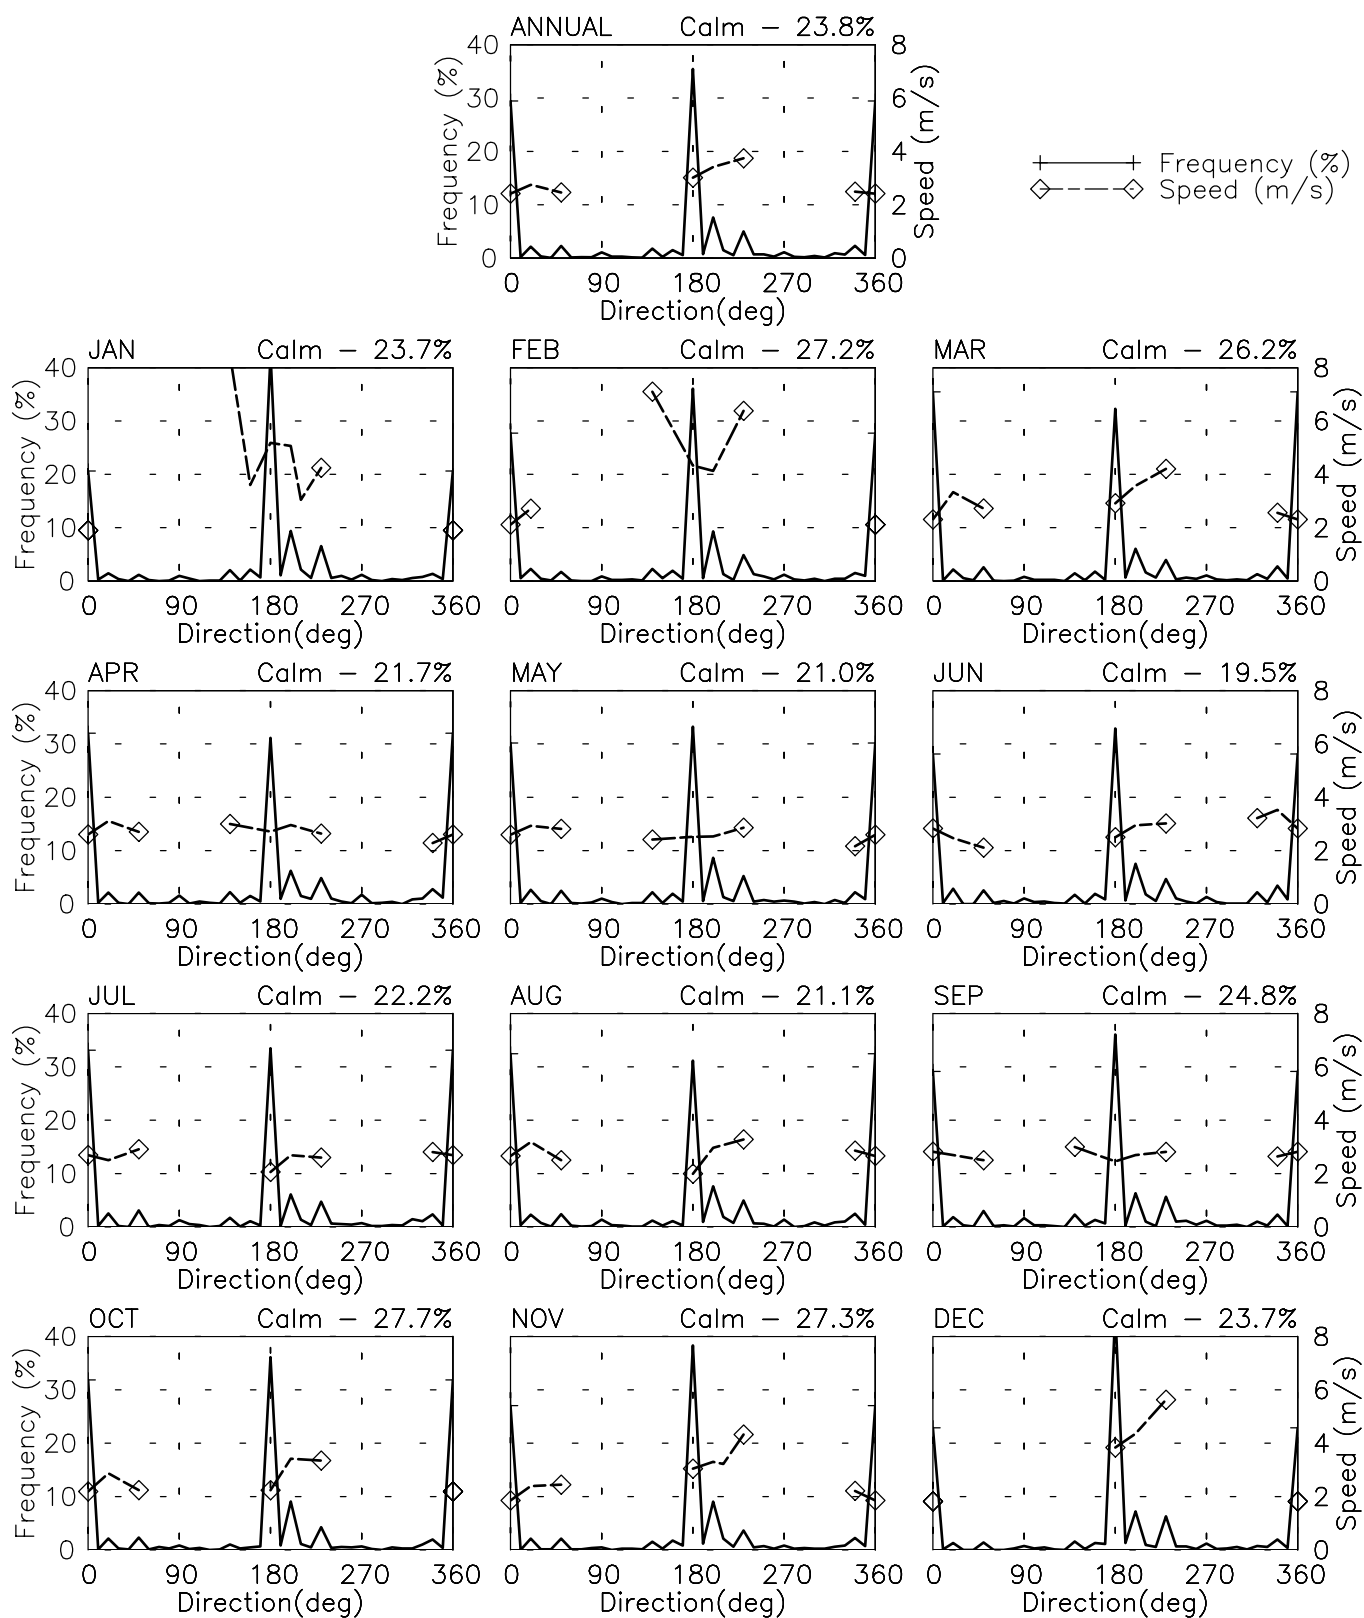 ANNUAL Calm - 23.8%
40 8
30 6
20 4
10 2
0 0
Frequency (%)
Speed (m/s)
0 90 180 270 360
Direction(deg)
Frequency (%)
Speed (m/s)
JAN Calm - 23.7%
40
30
20
10
0
Frequency (%)
0 90 180 270 360
Direction(deg)
FEB Calm - 27.2%
0 90 180 270 360
Direction(deg)
MAR Calm - 26.2%
8
6
4
2
0
Speed (m/s)
0 90 180 270 360
Direction(deg)
APR Calm - 21.7%
40
30
20
10
0
Frequency (%)
0 90 180 270 360
Direction(deg)
MAY Calm - 21.0%
0 90 180 270 360
Direction(deg)
JUN Calm - 19.5%
8
6
4
2
0
Speed (m/s)
0 90 180 270 360
Direction(deg)
JUL Calm - 22.2%
40
30
20
10
0
Frequency (%)
0 90 180 270 360
Direction(deg)
AUG Calm - 21.1%
0 90 180 270 360
Direction(deg)
SEP Calm - 24.8%
8
6
4
2
0
Speed (m/s)
0 90 180 270 360
Direction(deg)
OCT Calm - 27.7%
40
30
20
10
0
Frequency (%)
0 90 180 270 360
Direction(deg)
NOV Calm - 27.3%
0 90 180 270 360
Direction(deg)
DEC Calm - 23.7%
8
6
4
2
0
Speed (m/s)
0 90 180 270 360
Direction(deg)